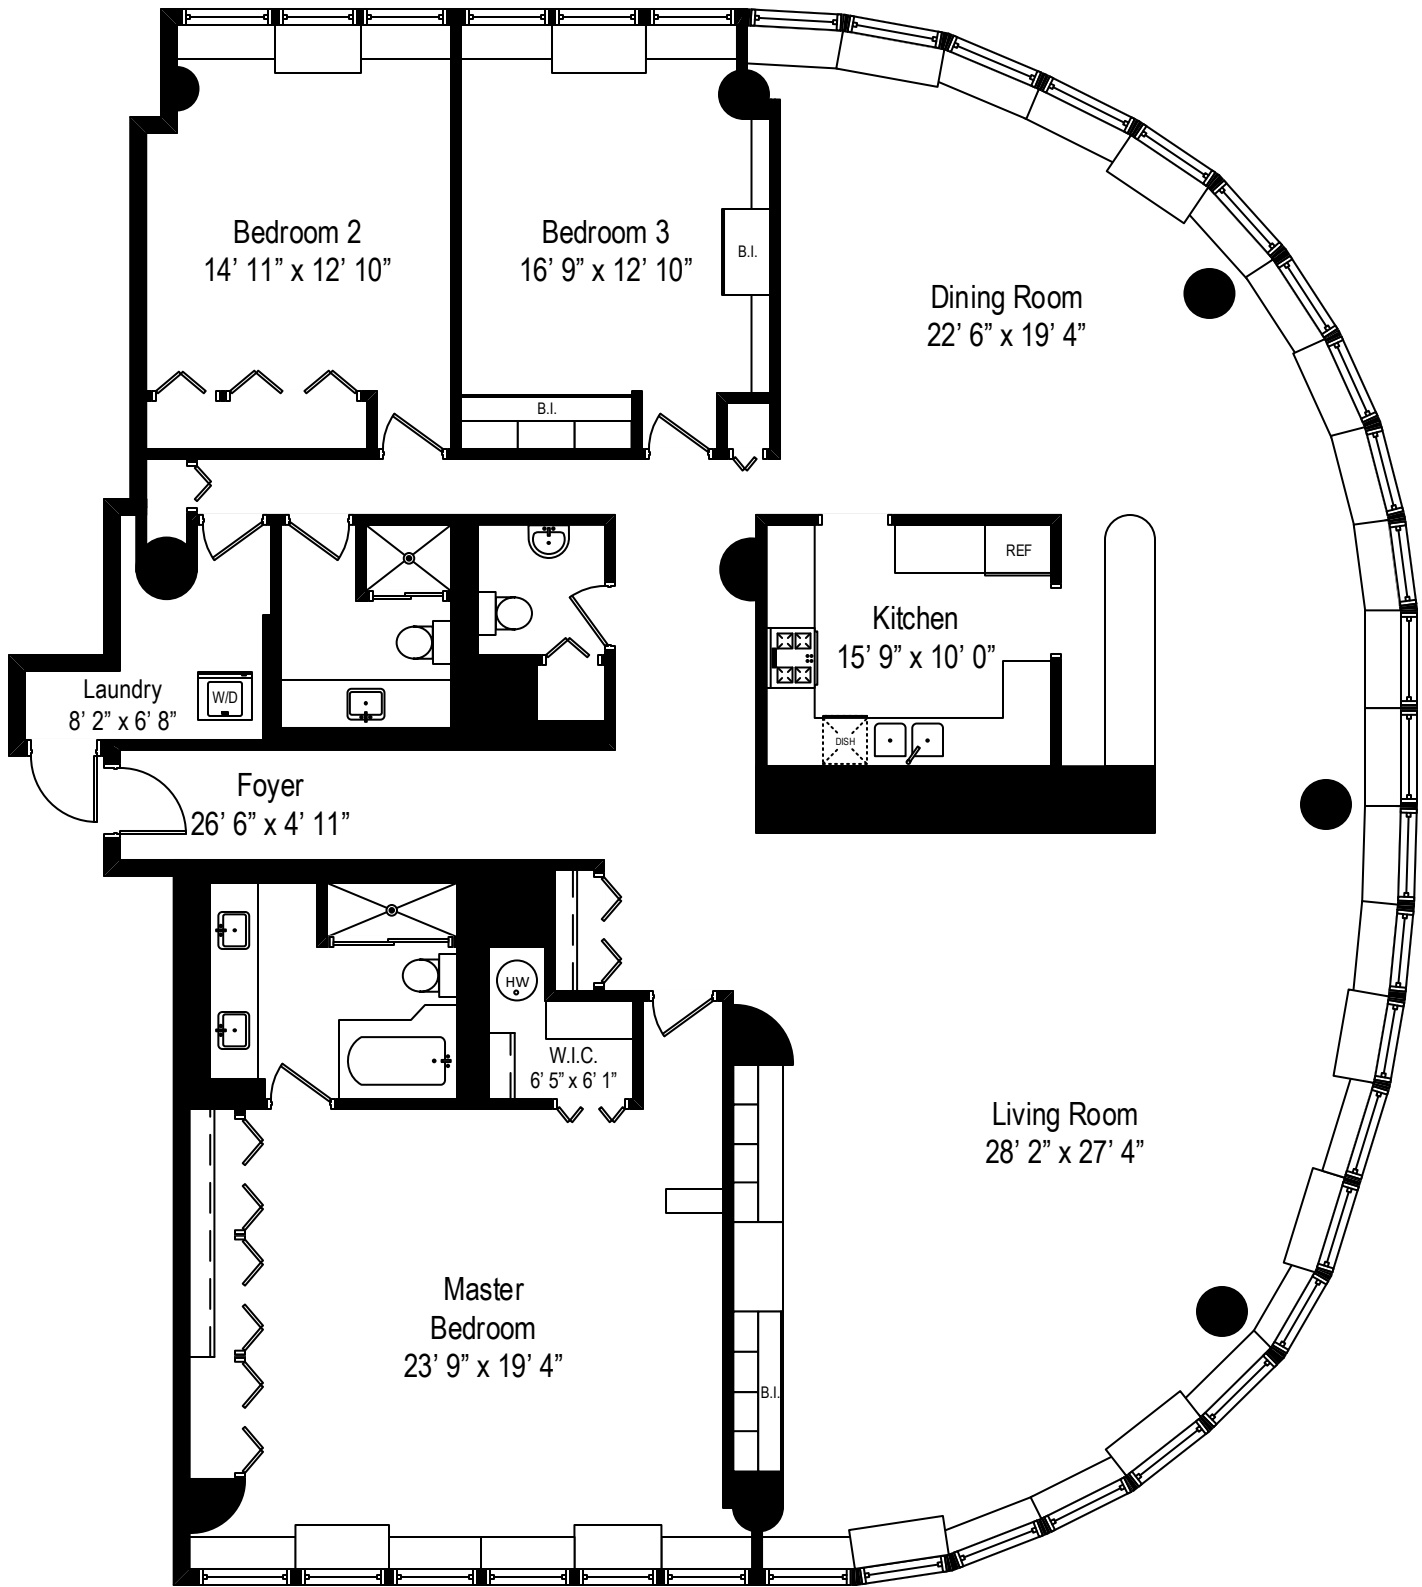 Bedroom 2
14’ 11” x 12’ 10”
Bedroom 3
16’ 9” x 12’ 10”
B.I.
Dining Room
22’ 6” x 19’ 4”
B.I.
REF
Kitchen
15’ 9” x 10’ 0”
Laundry
8’ 2” x 6’ 8”
W/D
DISH
Foyer
26’ 6” x 4’ 11”
HW
W.I.C.
6’ 5” x 6’ 1”
Living Room
28’ 2” x 27’ 4”
Master
Bedroom
23’ 9” x 19’ 4”
B.I.